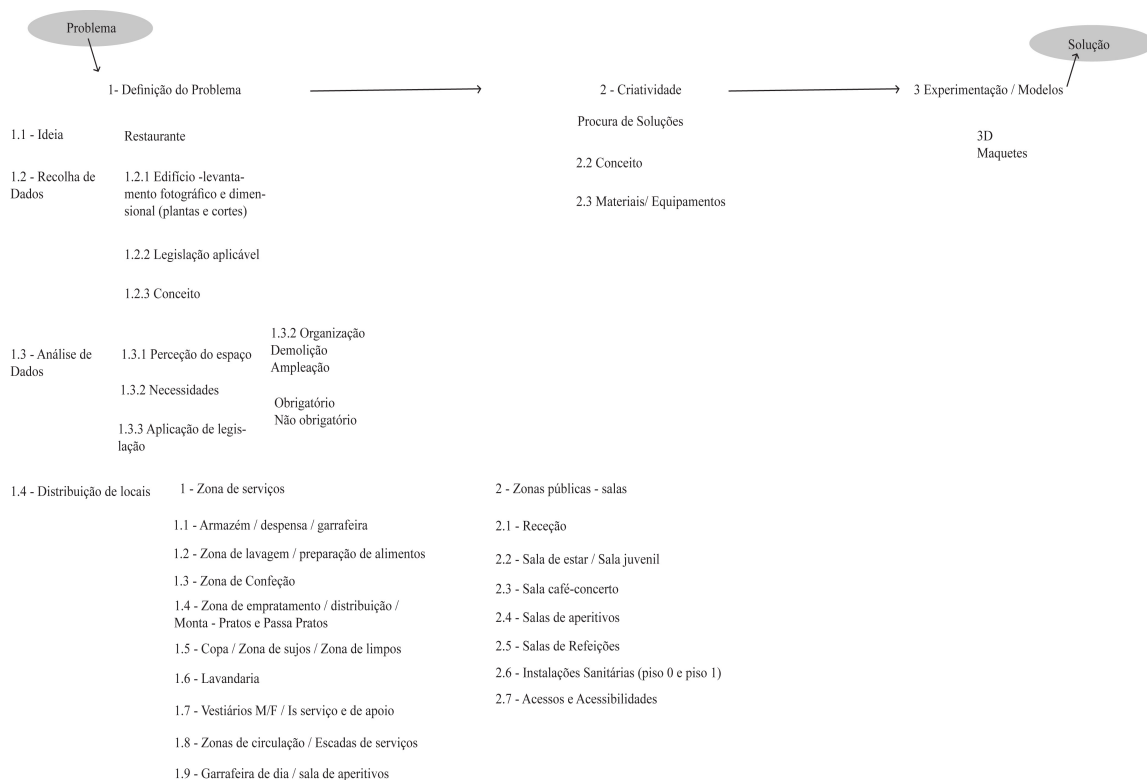 Problema
Solução
1- Definição do Problema
2 - Criatividade
3 Experimentação / Modelos
Procura de Soluções
1.1 - Ideia
Restaurante
3D
Maquetes
2.2 Conceito
1.2 - Recolha de
Dados
1.2.1 Edifício -levanta-
mento fotográfico e dimen-
sional (plantas e cortes)
2.3 Materiais/ Equipamentos
1.2.2 Legislação aplicável
1.2.3 Conceito
1.3 - Análise de
Dados
1.3.1 Perceção do espaço
1.3.2 Organização
Demolição
Ampleação
1.3.2 Necessidades
Obrigatório
Não obrigatório
1.3.3 Aplicação de legis-
lação
1.4 - Distribuição de locais
1 - Zona de serviços
1.1 - Armazém / despensa / garrafeira
1.2 - Zona de lavagem / preparação de alimentos
1.3 - Zona de Confeção
1.4 - Zona de empratamento / distribuição /
Monta - Pratos e Passa Pratos
1.5 - Copa / Zona de sujos / Zona de limpos
1.6 - Lavandaria
1.7 - Vestiários M/F / Is serviço e de apoio
1.8 - Zonas de circulação / Escadas de serviços
1.9 - Garrafeira de dia / sala de aperitivos
2 - Zonas públicas - salas
2.1 - Receção
2.2 - Sala de estar / Sala juvenil
2.3 - Sala café-concerto
2.4 - Salas de aperitivos
2.5 - Salas de Refeições
2.6 - Instalações Sanitárias (piso 0 e piso 1)
2.7 - Acessos e Acessibilidades